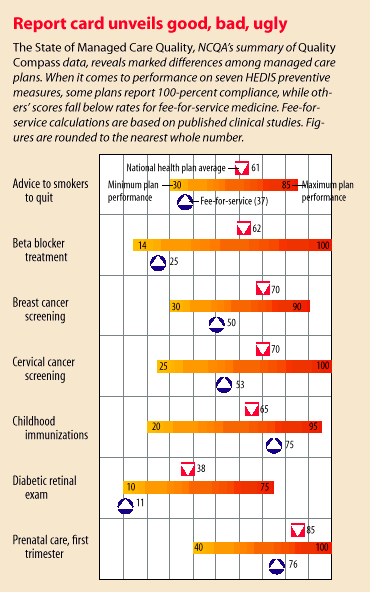 Report card unveils good, bad, ugly
The State of Managed Care Quality, NCQA's summary of Quality
Compass data, reveals marked differences among managed care
plans. When it comes to performance on seven HEDIS preventive
measures, some plans report 100-percent compliance, while oth-
ers' scores fall below rates for fee-for-service medicine. Fee-for-
service calculations are based on published clinical studies. Fig-
ures are rounded to the nearest whole number.
National health plan average 61
Advice to smokers
to quit
Minimum plan
performance
30
85
Maximum plan
performance
Fee-for-service (37)
62
Beta blocker
treatment
14
100
25
70
Breast cancer
screening
30
90
50
70
Cervical cancer
screening
25
100
53
65
Childhood
immunizations
20
95
75
38
Diabetic retinal
exam
10
75
11
85
Prenatal care, first
trimester
40
100
76